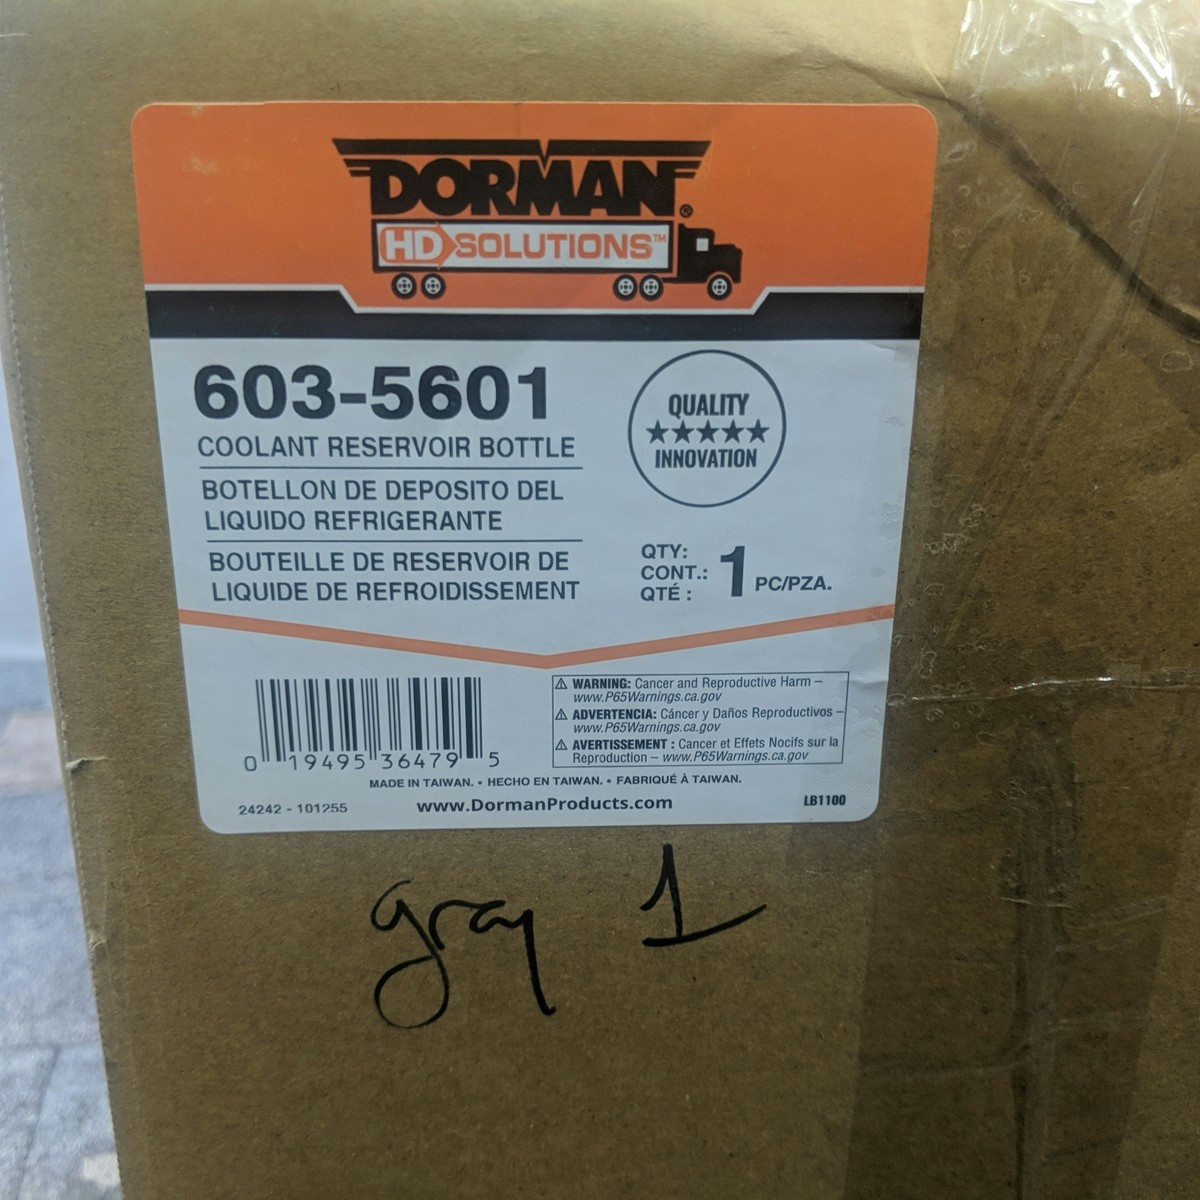 DORMAN®
HD SOLUTIONS™
603-5601
COOLANT RESERVOIR BOTTLE
BOTELLON DE DEPOSITO DEL
LIQUIDO REFRIGERANTE
BOUTEILLE DE RESERVOIR DE
LIQUIDE DE REFROIDISSEMENT
QUALITY
★★★★★
INNOVATION
QTY:
CONT.:
QTÉ :
1 PC/PZA.
⚠ WARNING: Cancer and Reproductive Harm –
www.P65Warnings.ca.gov
⚠ ADVERTENCIA: Cáncer y Daños Reproductivos –
www.P65Warnings.ca.gov
⚠ AVERTISSEMENT : Cancer et Effets Nocifs sur la
Reproduction – www.P65Warnings.ca.gov
0 19495 36479 5
MADE IN TAIWAN. • HECHO EN TAIWAN. • FABRIQUÉ À TAIWAN.
24242 - 101255 www.DormanProducts.com LB1100
gray 1